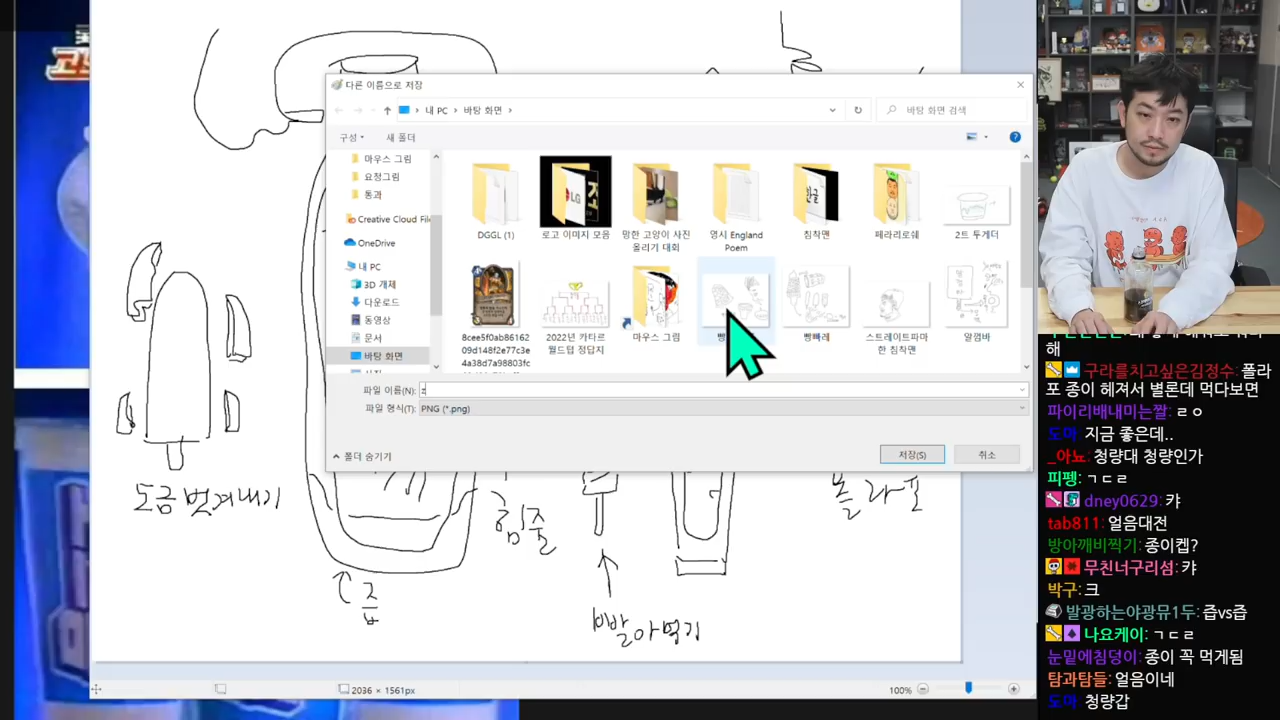 다른 이름으로 저장
내 PC
바탕 화면
바탕 화면 검색
구성
새 폴더
마우스 그림
요청그림
통과
Creative Cloud File
OneDrive
내 PC
3D 개체
다운로드
동영상
문서
바탕 화면
DGGL (1)
로고 이미지 모음
망한 고양이 사진
올리기 대회
영시 England
Poem
침착맨
페라리로쉐
2트 투게더
8cee5f0ab86162
09d148f2e77c3e
4a38d7a98803fc
2022년 카타르
월드덥 정답지
마우스 그림
빵빠레
스트레이트파마
한 침착맨
알껌바
파일 이름(N):
파일 형식(T):
PNG (*.png)
폴더 숨기기
저장(S)
취소
도금 벗겨내기
힘줄
즙
빨아먹기
폴라포
2036 × 1561px
100%
해
구라를치고싶은김정수: 폴라
포 종이 헤져서 별론데 먹다보면
파이리배내미는짤: ㄹㅇ
도마: 지금 좋은데..
_아뇨: 청량대 청량인가
피펭: ㄱㄷㄹ
dney0629: 캬
tab811: 얼음대전
방아깨비찍기: 종이켑?
무친너구리섬: 캬
박구: 크
발광하는야광뮤1두: 즙vs즙
나요케이: ㄱㄷㄹ
눈밑에침덩이: 종이 꼭 먹게됨
탐과탐들: 얼음이네
도마: 청량갑